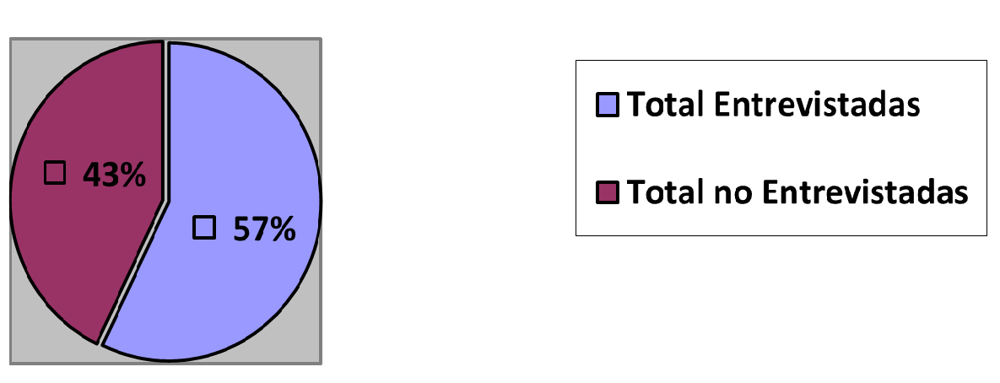 43%
57%
Total Entrevistadas
Total no Entrevistadas